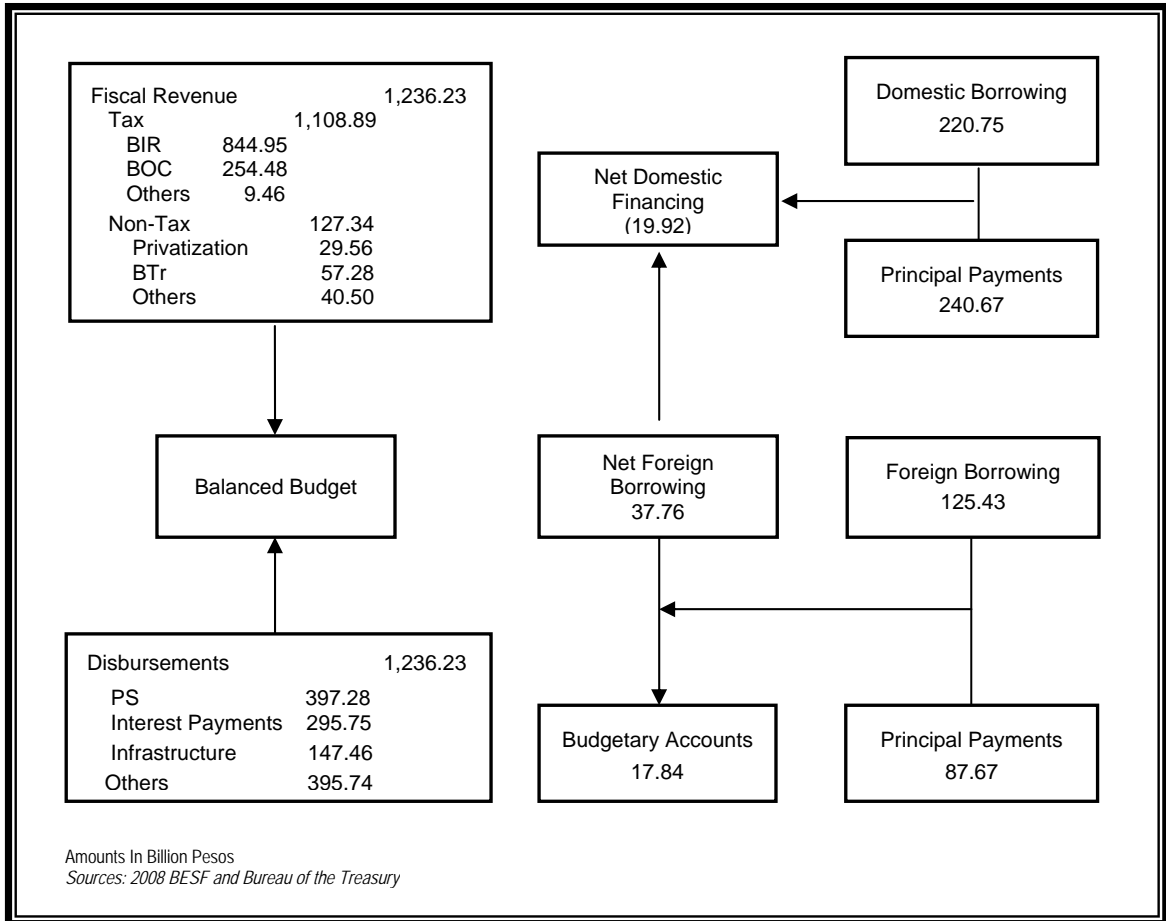 Fiscal Revenue 1,236.23
Tax 1,108.89
BIR 844.95
BOC 254.48
Others 9.46
Non-Tax 127.34
Privatization 29.56
BTr 57.28
Others 40.50
Balanced Budget
Disbursements 1,236.23
PS 397.28
Interest Payments 295.75
Infrastructure 147.46
Others 395.74
Net Domestic
Financing
(19.92)
Domestic Borrowing
220.75
Principal Payments
240.67
Net Foreign
Borrowing
37.76
Foreign Borrowing
125.43
Budgetary Accounts
17.84
Principal Payments
87.67
Amounts In Billion Pesos
Sources: 2008 BESF and Bureau of the Treasury